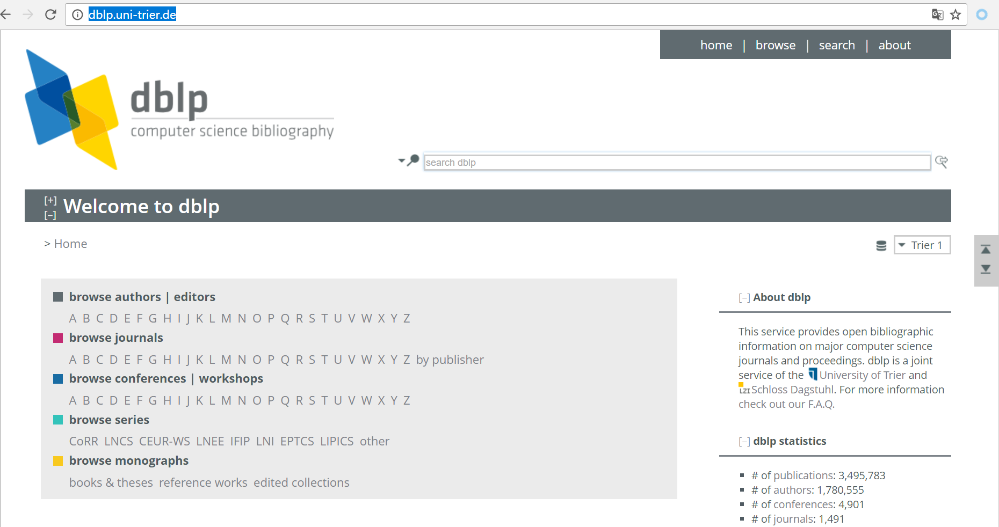 dblp.uni-trier.de
home | browse | search | about
dblp
computer science bibliography
search dblp
[+]
[–]
Welcome to dblp
> Home
Trier 1
browse authors | editors
A B C D E F G H I J K L M N O P Q R S T U V W X Y Z
browse journals
A B C D E F G H I J K L M N O P Q R S T U V W X Y Z by publisher
browse conferences | workshops
A B C D E F G H I J K L M N O P Q R S T U V W X Y Z
browse series
CoRR LNCS CEUR-WS LNEE IFIP LNI EPTCS LIPICS other
browse monographs
books & theses reference works edited collections
[–] About dblp
This service provides open bibliographic
information on major computer science
journals and proceedings. dblp is a joint
service of the University of Trier and
LZI Schloss Dagstuhl. For more information
check out our F.A.Q.
[–] dblp statistics
# of publications: 3,495,783
# of authors: 1,780,555
# of conferences: 4,901
# of journals: 1,491